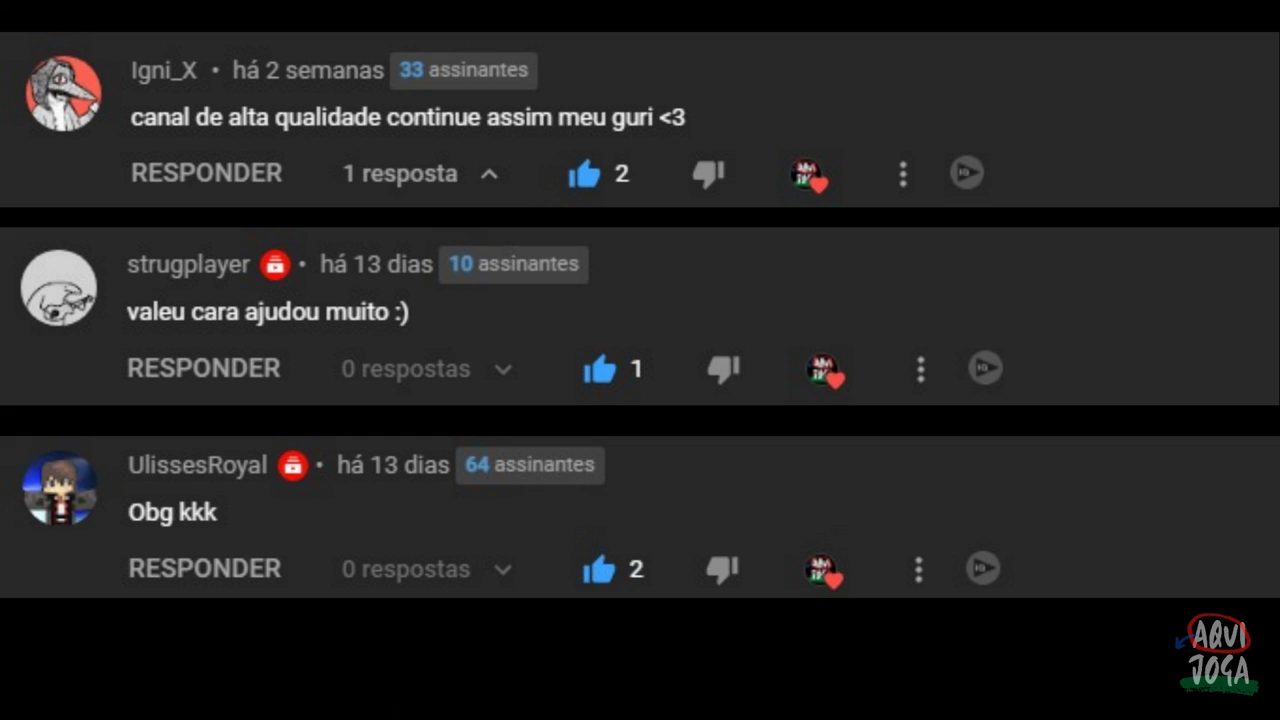 Igni_X • há 2 semanas 33 assinantes
canal de alta qualidade continue assim meu guri <3
RESPONDER 1 resposta 2
strugplayer • há 13 dias 10 assinantes
valeu cara ajudou muito :)
RESPONDER 0 respostas 1
UlissesRoyal • há 13 dias 64 assinantes
Obg kkk
RESPONDER 0 respostas 2
AQUI
JOGA